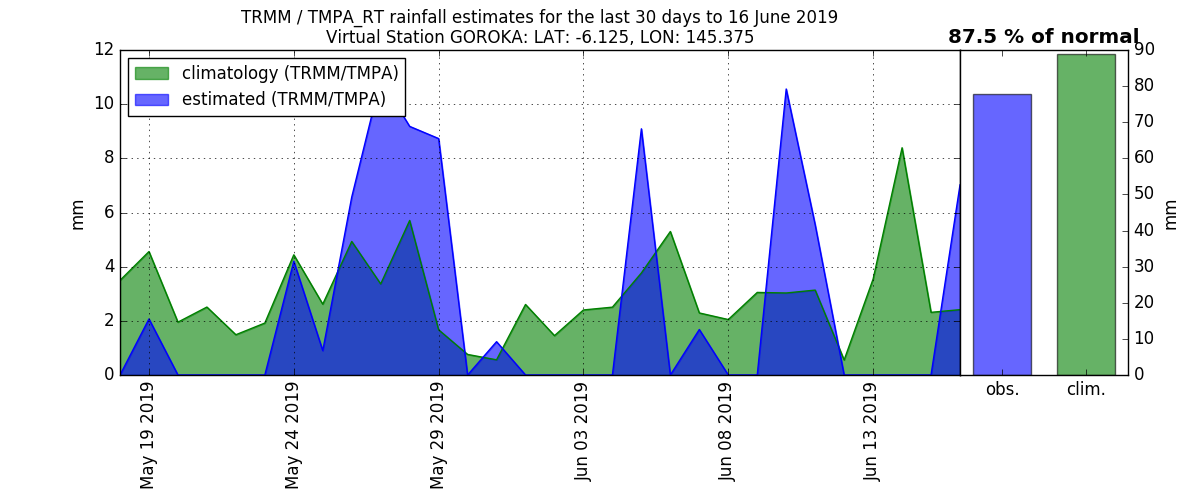 TRMM / TMPA_RT rainfall estimates for the last 30 days to 16 June 2019
Virtual Station GOROKA: LAT: -6.125, LON: 145.375
87.5 % of normal
climatology (TRMM/TMPA)
estimated (TRMM/TMPA)
12
10
8
6
4
2
0
mm
May 19 2019
May 24 2019
May 29 2019
Jun 03 2019
Jun 08 2019
Jun 13 2019
90
80
70
60
50
40
30
20
10
0
mm
obs.
clim.